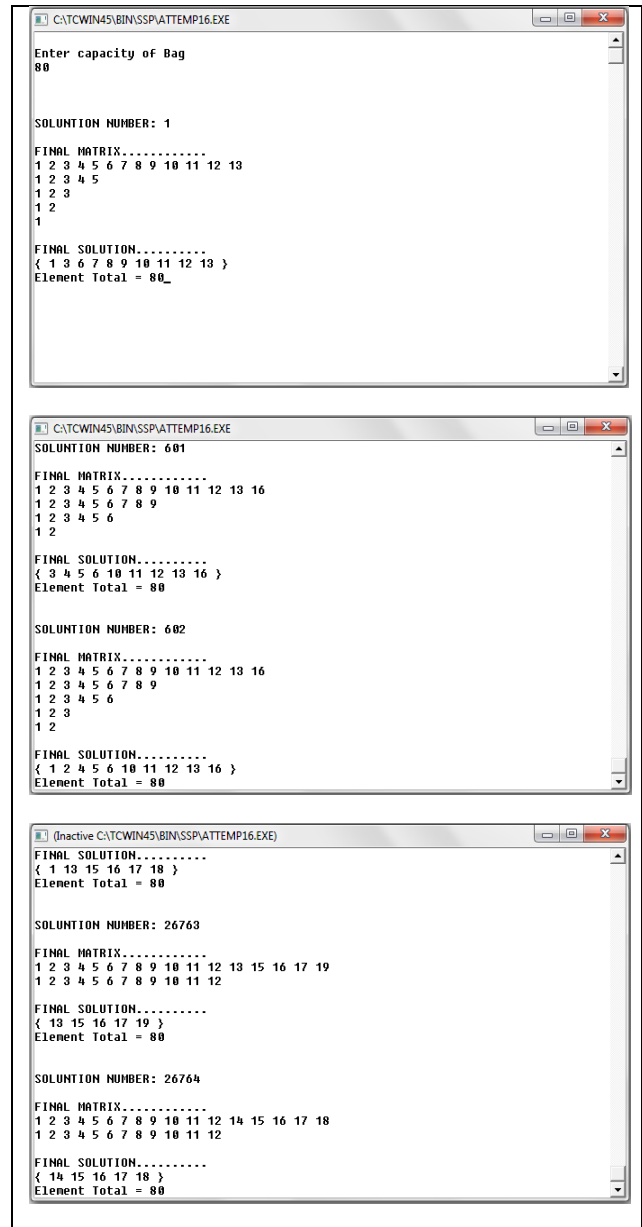 C:\TCWIN45\BIN\SSP\ATTEMP16.EXE
Enter capacity of Bag
80
SOLUNTION NUMBER: 1
FINAL MATRIX............
1 2 3 4 5 6 7 8 9 10 11 12 13
1 2 3 4 5
1 2 3
1 2
1
FINAL SOLUTION..........
{ 1 3 6 7 8 9 10 11 12 13 }
Element Total = 80_
C:\TCWIN45\BIN\SSP\ATTEMP16.EXE
SOLUNTION NUMBER: 601
FINAL MATRIX............
1 2 3 4 5 6 7 8 9 10 11 12 13 16
1 2 3 4 5 6 7 8 9
1 2 3 4 5 6
1 2
FINAL SOLUTION..........
{ 3 4 5 6 10 11 12 13 16 }
Element Total = 80
SOLUNTION NUMBER: 602
FINAL MATRIX............
1 2 3 4 5 6 7 8 9 10 11 12 13 16
1 2 3 4 5 6 7 8 9
1 2 3 4 5 6
1 2 3
1 2
FINAL SOLUTION..........
{ 1 2 4 5 6 10 11 12 13 16 }
Element Total = 80
(Inactive C:\TCWIN45\BIN\SSP\ATTEMP16.EXE)
FINAL SOLUTION..........
{ 1 13 15 16 17 18 }
Element Total = 80
SOLUNTION NUMBER: 26763
FINAL MATRIX............
1 2 3 4 5 6 7 8 9 10 11 12 13 15 16 17 19
1 2 3 4 5 6 7 8 9 10 11 12
FINAL SOLUTION..........
{ 13 15 16 17 19 }
Element Total = 80
SOLUNTION NUMBER: 26764
FINAL MATRIX............
1 2 3 4 5 6 7 8 9 10 11 12 14 15 16 17 18
1 2 3 4 5 6 7 8 9 10 11 12
FINAL SOLUTION..........
{ 14 15 16 17 18 }
Element Total = 80